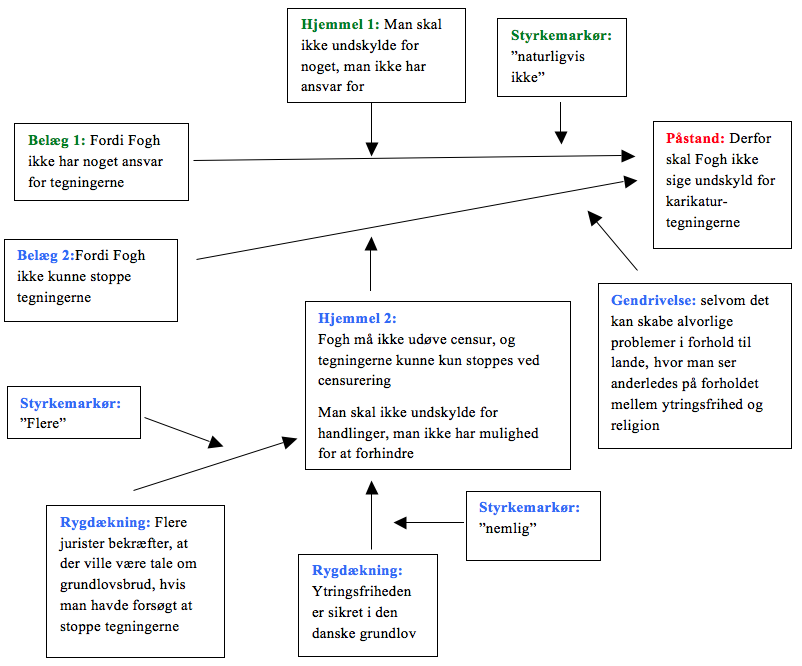 Hjemmel 1: Man skal
ikke undskylde for
noget, man ikke har
ansvar for
Styrkemarkør:
”naturligvis
ikke”
Belæg 1: Fordi Fogh
ikke har noget ansvar
for tegningerne
Påstand: Derfor
skal Fogh ikke
sige undskyld for
karikatur-
tegningerne
Belæg 2:Fordi Fogh
ikke kunne stoppe
tegningerne
Hjemmel 2:
Fogh må ikke udøve censur, og
tegningerne kunne kun stoppes ved
censurering
Man skal ikke undskylde for
handlinger, man ikke har mulighed
for at forhindre
Gendrivelse: selvom det
kan skabe alvorlige
problemer i forhold til
lande, hvor man ser
anderledes på forholdet
mellem ytringsfrihed og
religion
Styrkemarkør:
”Flere”
Rygdækning: Flere
jurister bekræfter, at
der ville være tale om
grundlovsbrud, hvis
man havde forsøgt at
stoppe tegningerne
Styrkemarkør:
”nemlig”
Rygdækning:
Ytringsfriheden
er sikret i den
danske grundlov